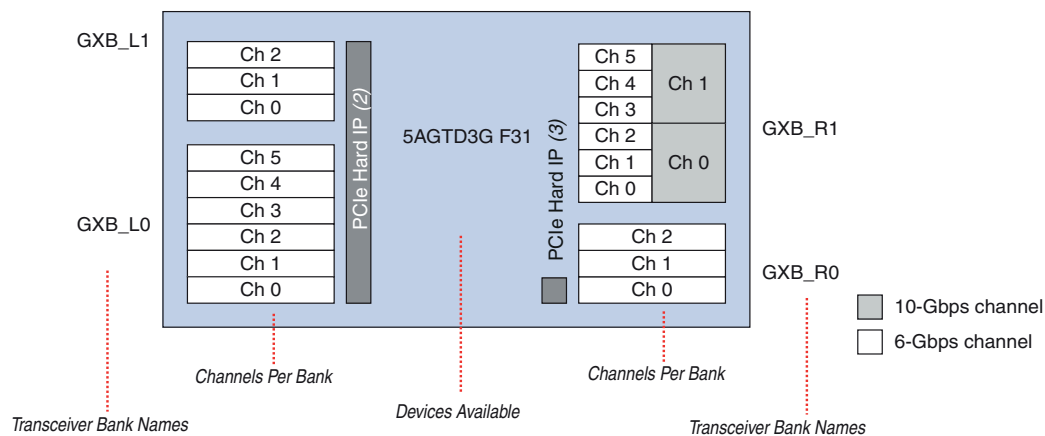 GXB_L1
Ch 2
Ch 1
Ch 0
GXB_L0
Ch 5
Ch 4
Ch 3
Ch 2
Ch 1
Ch 0
PCIe Hard IP (2)
5AGTD3G F31
PCIe Hard IP (3)
Ch 5
Ch 4
Ch 3
Ch 2
Ch 1
Ch 0
Ch 1
Ch 0
GXB_R1
Ch 2
Ch 1
Ch 0
GXB_R0
10-Gbps channel
6-Gbps channel
Channels Per Bank
Channels Per Bank
Transceiver Bank Names
Devices Available
Transceiver Bank Names